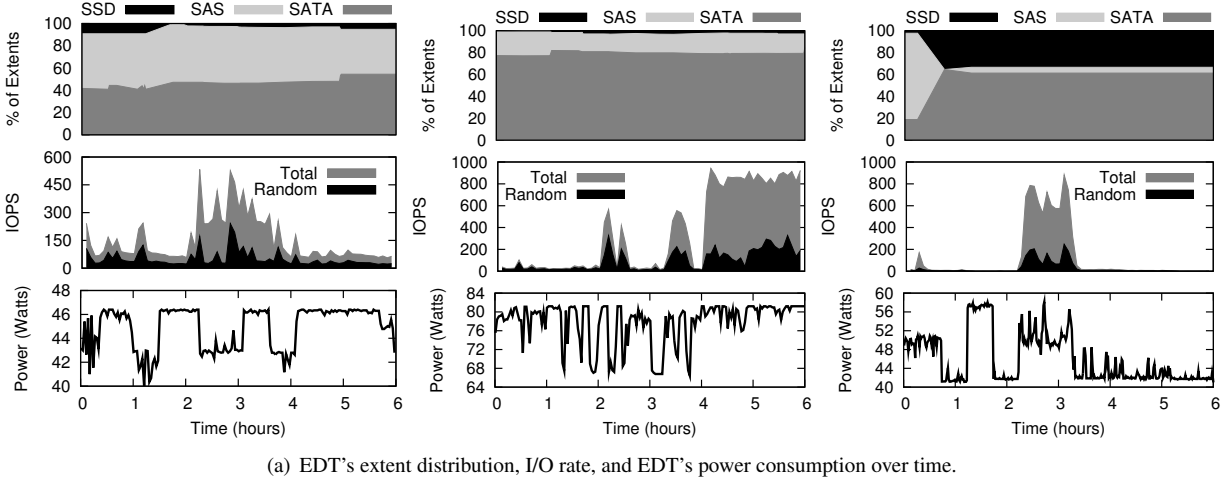 SSD SAS SATA
% of Extents
100
80
60
40
20
0
Total
Random
IOPS
600
450
300
150
0
Power (Watts)
48
46
44
42
40
0 1 2 3 4 5 6
Time (hours)
SSD SAS SATA
% of Extents
100
80
60
40
20
0
Total
Random
IOPS
1000
800
600
400
200
0
Power (Watts)
84
80
76
72
68
64
0 1 2 3 4 5 6
Time (hours)
SSD SAS SATA
% of Extents
100
80
60
40
20
0
Total
Random
IOPS
1000
800
600
400
200
0
Power (Watts)
60
56
52
48
44
40
0 1 2 3 4 5 6
Time (hours)
(a) EDT's extent distribution, I/O rate, and EDT's power consumption over time.